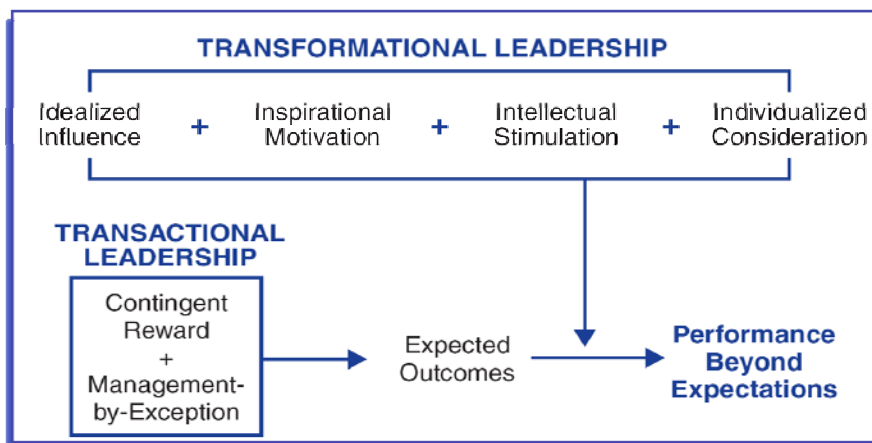 TRANSFORMATIONAL LEADERSHIP
Idealized
Influence
+
Inspirational
Motivation
+
Intellectual
Stimulation
+
Individualized
Consideration
TRANSACTIONAL
LEADERSHIP
Contingent
Reward
+
Management-
by-Exception
Expected
Outcomes
Performance
Beyond
Expectations